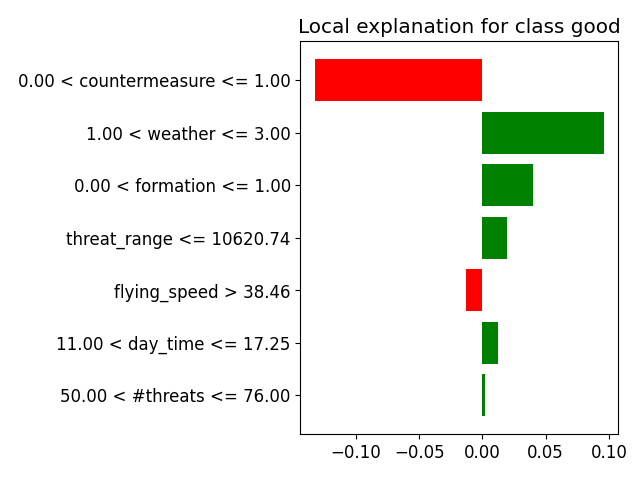 Local explanation for class good
0.00 < countermeasure <= 1.00
1.00 < weather <= 3.00
0.00 < formation <= 1.00
threat_range <= 10620.74
flying_speed > 38.46
11.00 < day_time <= 17.25
50.00 < #threats <= 76.00
−0.10 −0.05 0.00 0.05 0.10